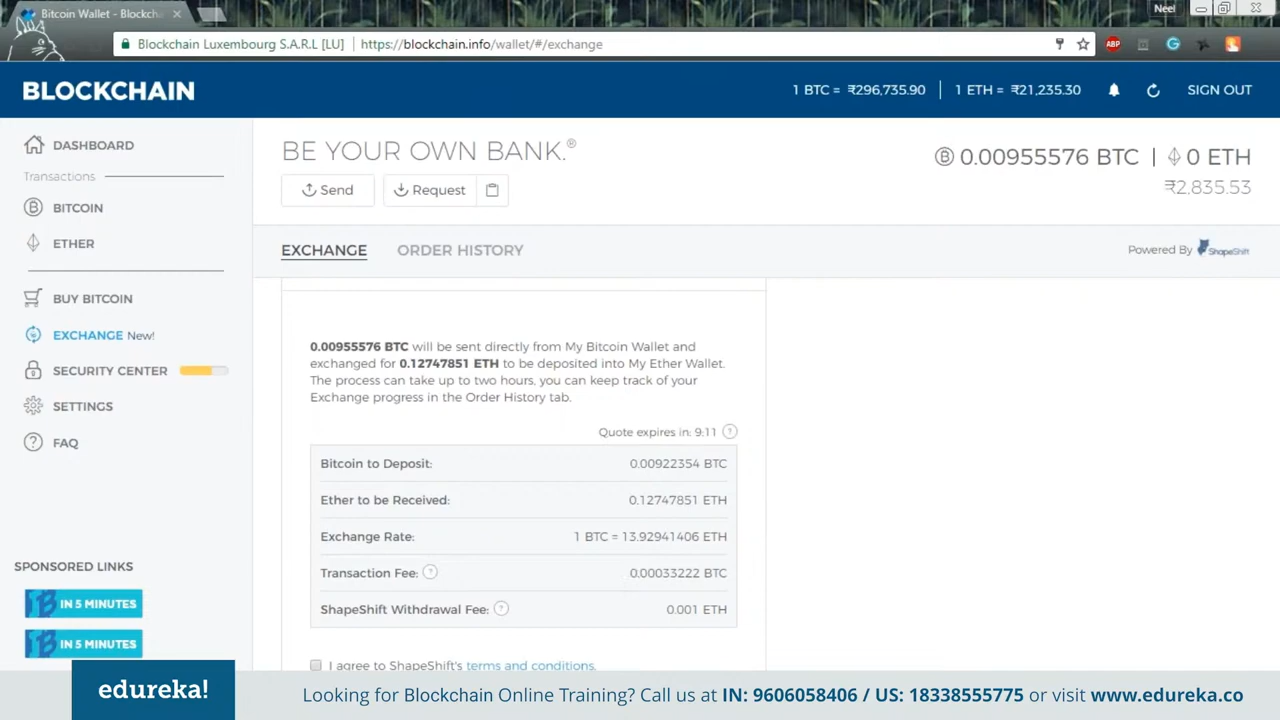 Bitcoin Wallet - Blockch
Neel
Blockchain Luxembourg S.A.R.L [LU] | https://blockchain.info/wallet/#/exchange
ABP
BLOCKCHAIN
1 BTC = ₹296,735.90 | 1 ETH = ₹21,235.30
SIGN OUT
DASHBOARD
Transactions
BITCOIN
ETHER
BUY BITCOIN
EXCHANGE New!
SECURITY CENTER
SETTINGS
FAQ
SPONSORED LINKS
IN 5 MINUTES
IN 5 MINUTES
BE YOUR OWN BANK.®
0.00955576 BTC | 0 ETH
₹2,835.53
Send
Request
EXCHANGE
ORDER HISTORY
Powered By ShapeShift
0.00955576 BTC will be sent directly from My Bitcoin Wallet and
exchanged for 0.12747851 ETH to be deposited into My Ether Wallet.
The process can take up to two hours, you can keep track of your
Exchange progress in the Order History tab.
Quote expires in: 9:11 ?
Bitcoin to Deposit: 0.00922354 BTC
Ether to be Received: 0.12747851 ETH
Exchange Rate: 1 BTC = 13.92941406 ETH
Transaction Fee: ? 0.00033222 BTC
ShapeShift Withdrawal Fee: ? 0.001 ETH
I agree to ShapeShift's terms and conditions.
edureka!
Looking for Blockchain Online Training? Call us at IN: 9606058406 / US: 18338555775 or visit www.edureka.co